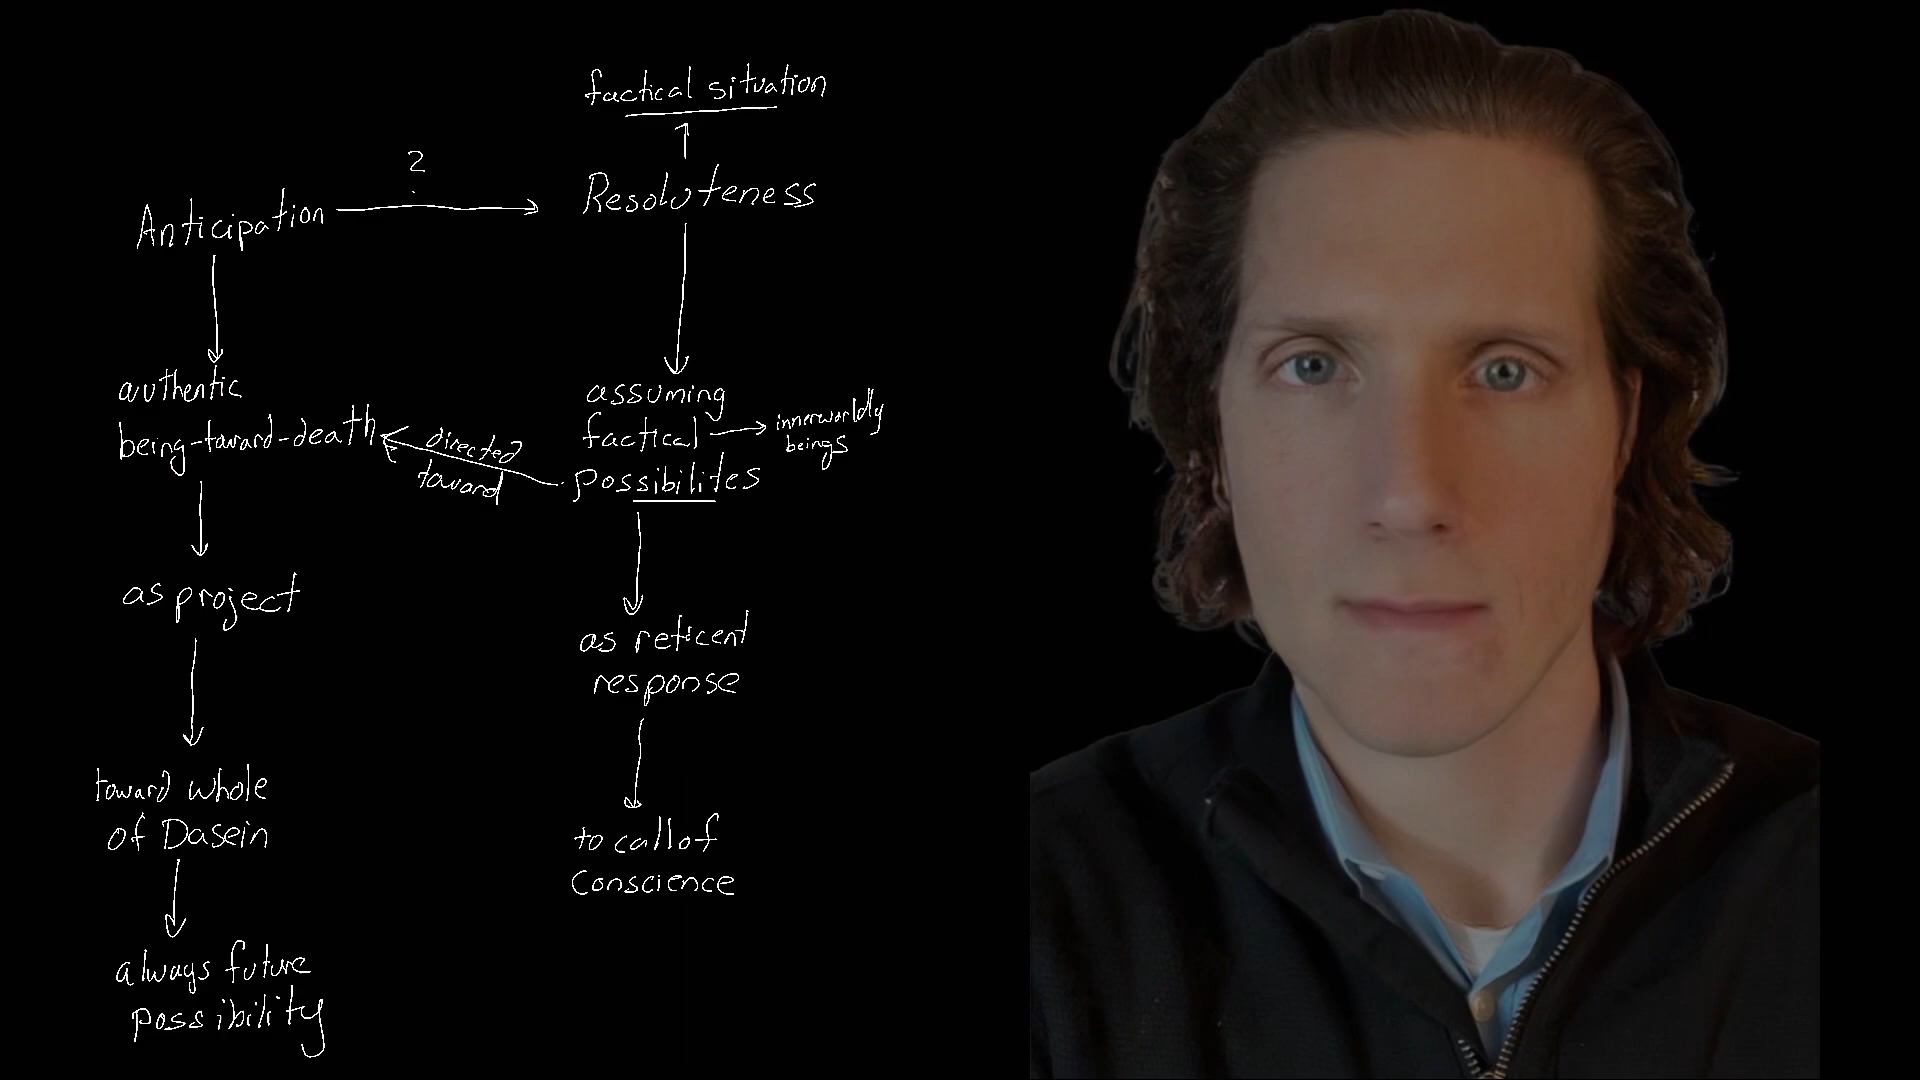 factical situation
?
Anticipation
Resoluteness
authentic
being-toward-death
directed
toward
assuming
factical
possibilites
innerworldly
beings
as project
as reticent
response
toward whole
of Dasein
to call of
Conscience
always future
possibility